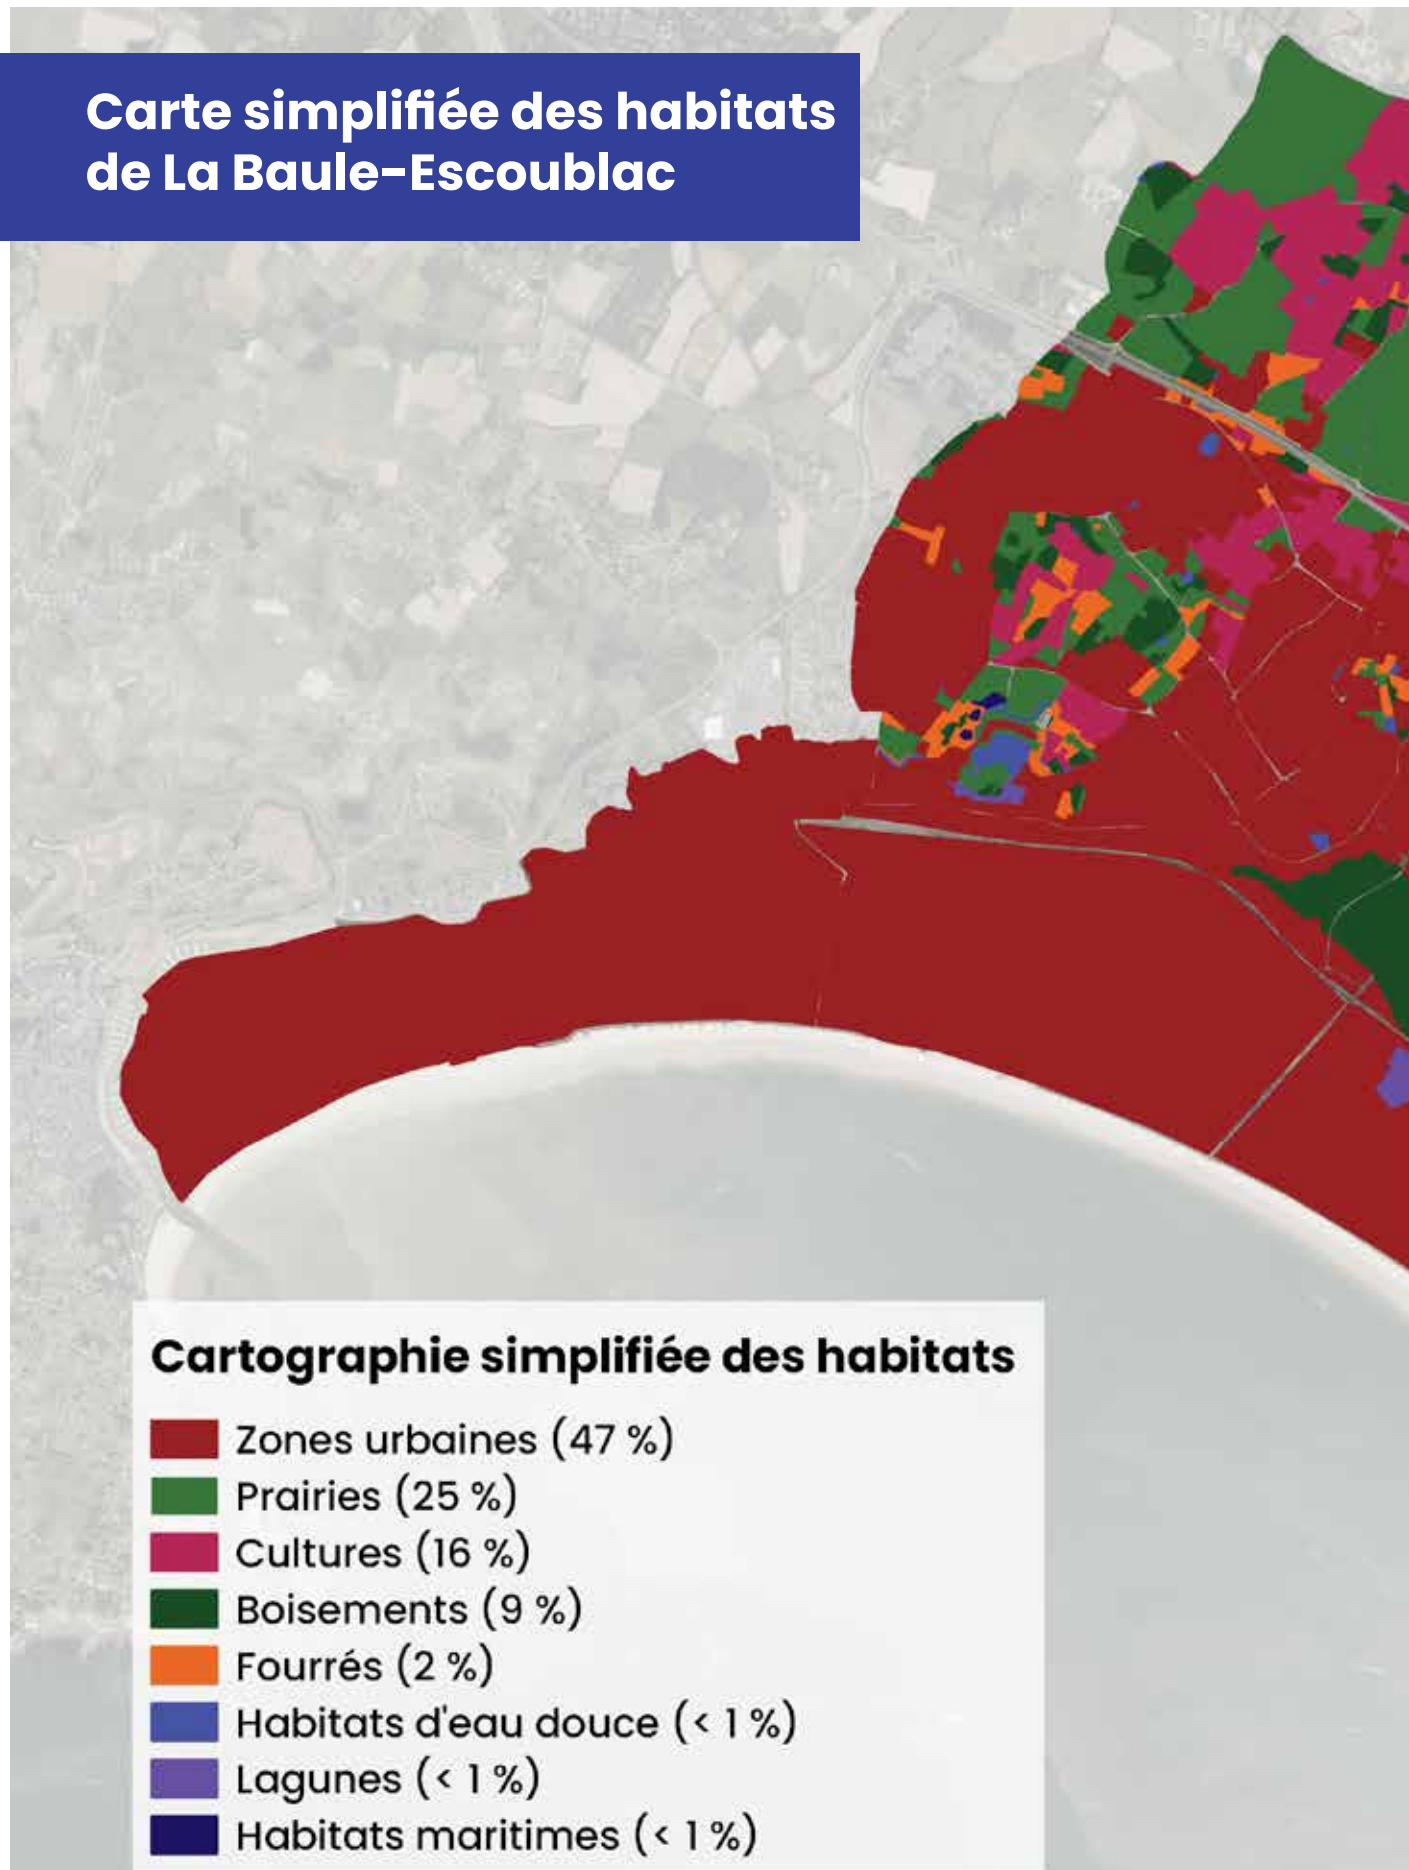 Carte simplifiée des habitats
de La Baule-Escoublac
Cartographie simplifiée des habitats
Zones urbaines (47 %)
Prairies (25 %)
Cultures (16 %)
Boisements (9 %)
Fourrés (2 %)
Habitats d'eau douce (< 1 %)
Lagunes (< 1 %)
Habitats maritimes (< 1 %)